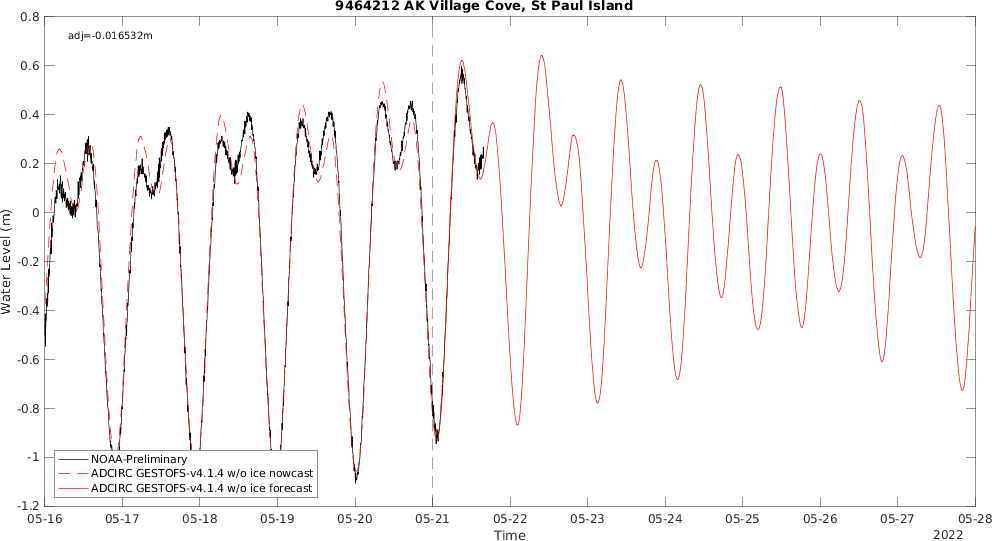 9464212 AK Village Cove, St Paul Island
adj=-0.016532m
0.8
0.6
0.4
0.2
0
-0.2
-0.4
-0.6
-0.8
-1
-1.2
Water Level (m)
NOAA-Preliminary
ADCIRC GESTOFS-v4.1.4 w/o ice nowcast
ADCIRC GESTOFS-v4.1.4 w/o ice forecast
05-16 05-17 05-18 05-19 05-20 05-21 05-22 05-23 05-24 05-25 05-26 05-27 05-28
Time
2022